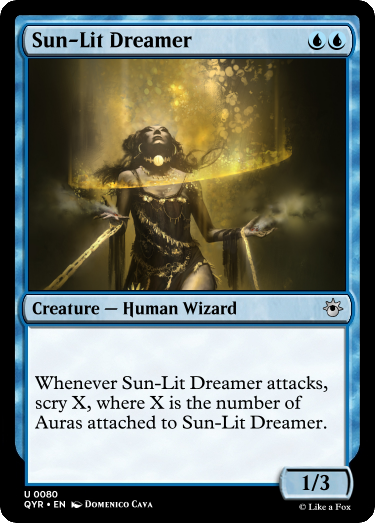 Sun-Lit Dreamer
Creature — Human Wizard
Whenever Sun-Lit Dreamer attacks,
scry X, where X is the number of
Auras attached to Sun-Lit Dreamer.
1/3
U 0080
QYR • EN Domenico Cava
© Like a Fox